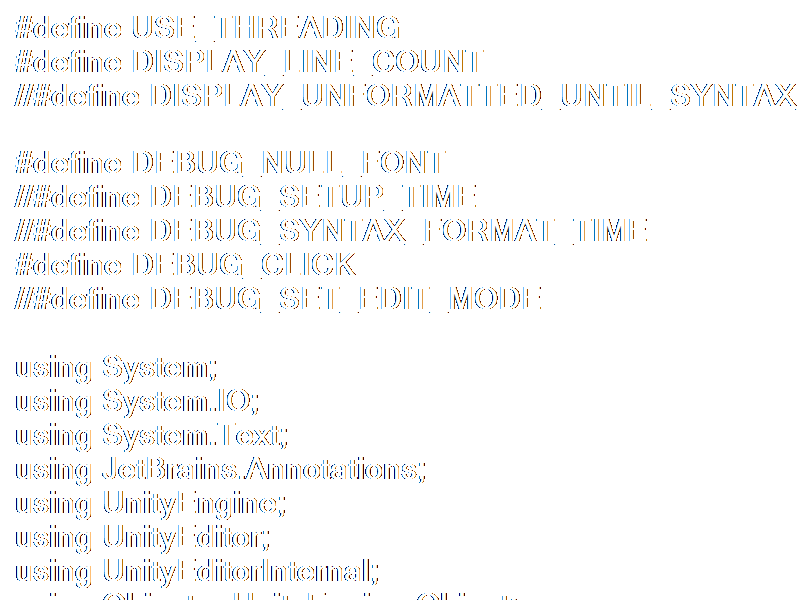 #define USE_THREADING
#define DISPLAY_LINE_COUNT
//#define DISPLAY_UNFORMATTED_UNTIL_SYNTAX
#define DEBUG_NULL_FONT
//#define DEBUG_SETUP_TIME
//#define DEBUG_SYNTAX_FORMAT_TIME
#define DEBUG_CLICK
//#define DEBUG_SET_EDIT_MODE
using System;
using System.IO;
using System.Text;
using JetBrains.Annotations;
using UnityEngine;
using UnityEditor;
using UnityEditorInternal;